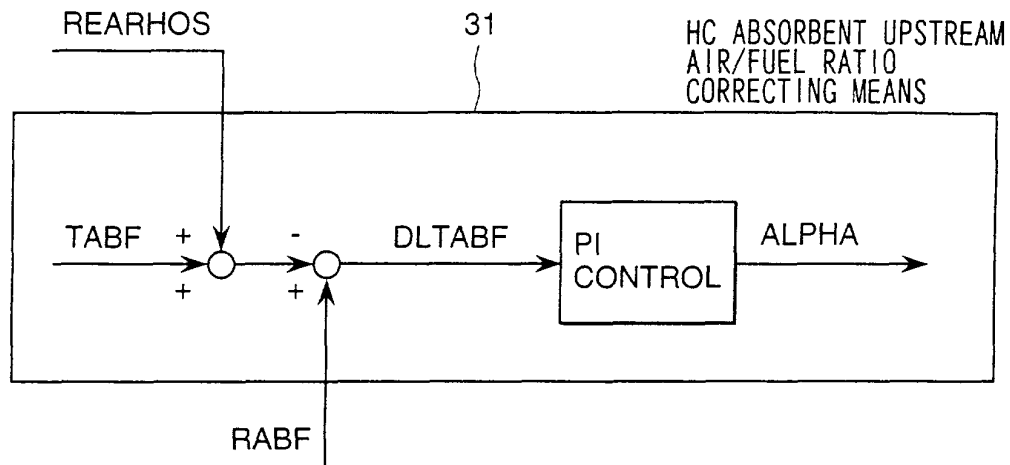 REARHOS
31
HC ABSORBENT UPSTREAM
AIR/FUEL RATIO
CORRECTING MEANS
TABF
+
+
-
+
DLTABF
PI
CONTROL
ALPHA
RABF